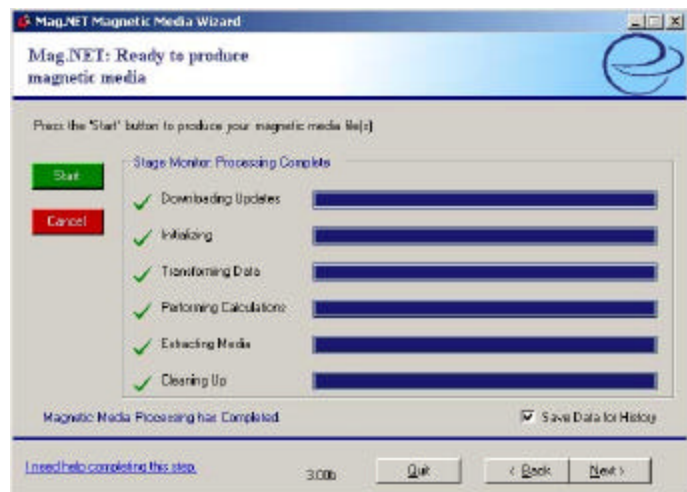 Mag.NET Magnetic Media Wizard
Mag.NET: Ready to produce
magnetic media
Press the "Start" button to produce your magnetic media file(s)
Stage Monitor: Processing Complete
Start
Downloading Updates
Cancel
Initializing
Transforming Data
Performing Calculations
Extracting Media
Cleaning Up
Magnetic Media Processing has Completed.
Save Data for History
I need help completing this step.
3.00b
Quit
< Back
Next >